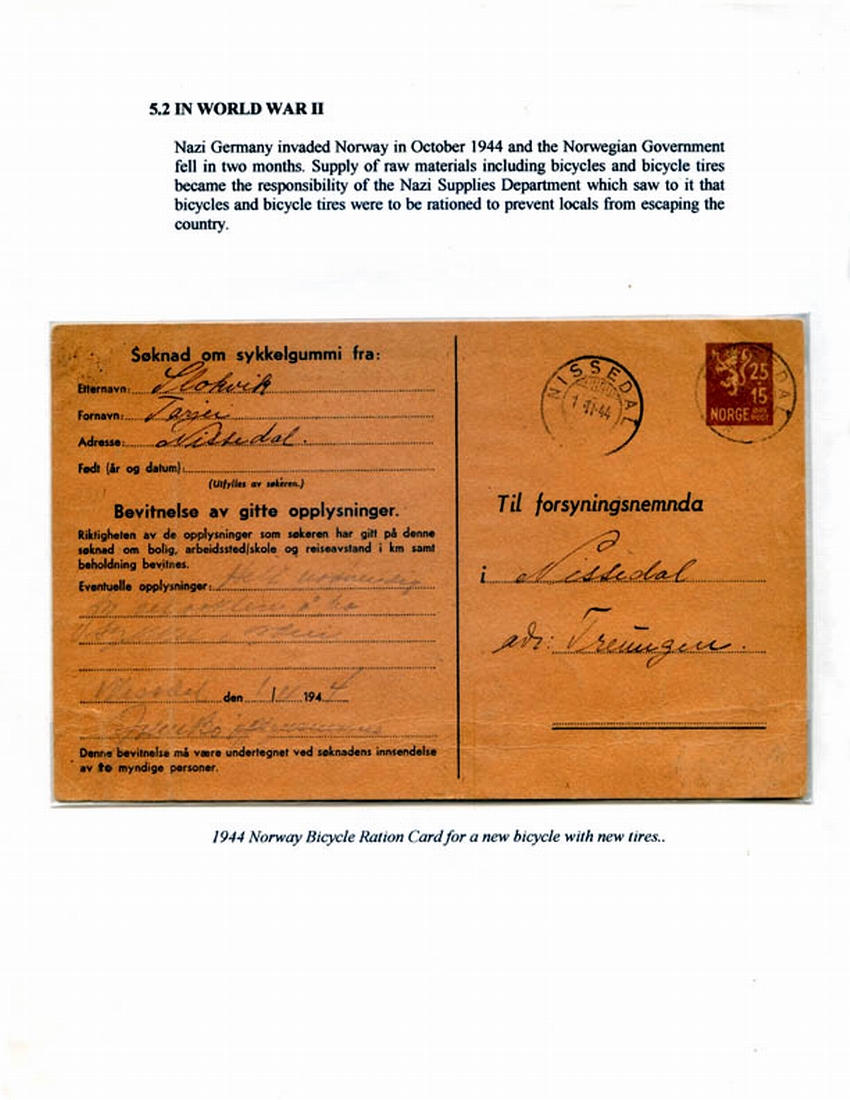 5.2 IN WORLD WAR II
Nazi Germany invaded Norway in October 1944 and the Norwegian Government
fell in two months. Supply of raw materials including bicycles and bicycle tires
became the responsibility of the Nazi Supplies Department which saw to it that
bicycles and bicycle tires were to be rationed to prevent locals from escaping the
country.
Søknad om sykkelgummi fra:
Etternavn: Slokvik
Fornavn: Tarjei
Adresse: Nissedal.
Født (år og datum):
(Utfylles av søkeren.)
Bevitnelse av gitte opplysninger.
Riktigheten av de opplysninger som søkeren har gitt på denne
søknad om bolig, arbeidssted/skole og reiseavstand i km samt
beholdning bevitnes.
Eventuelle opplysninger: Helt nødvendig
Nissedal den 1/11 1944
Denne bevitnelse må være undertegnet ved søknadens innsendelse
av to myndige personer.
NISSEDAL
1-11-44
25
15
NORGE
Til forsyningsnemnda
i Nissedal
adr: Treungen.
1944 Norway Bicycle Ration Card for a new bicycle with new tires..